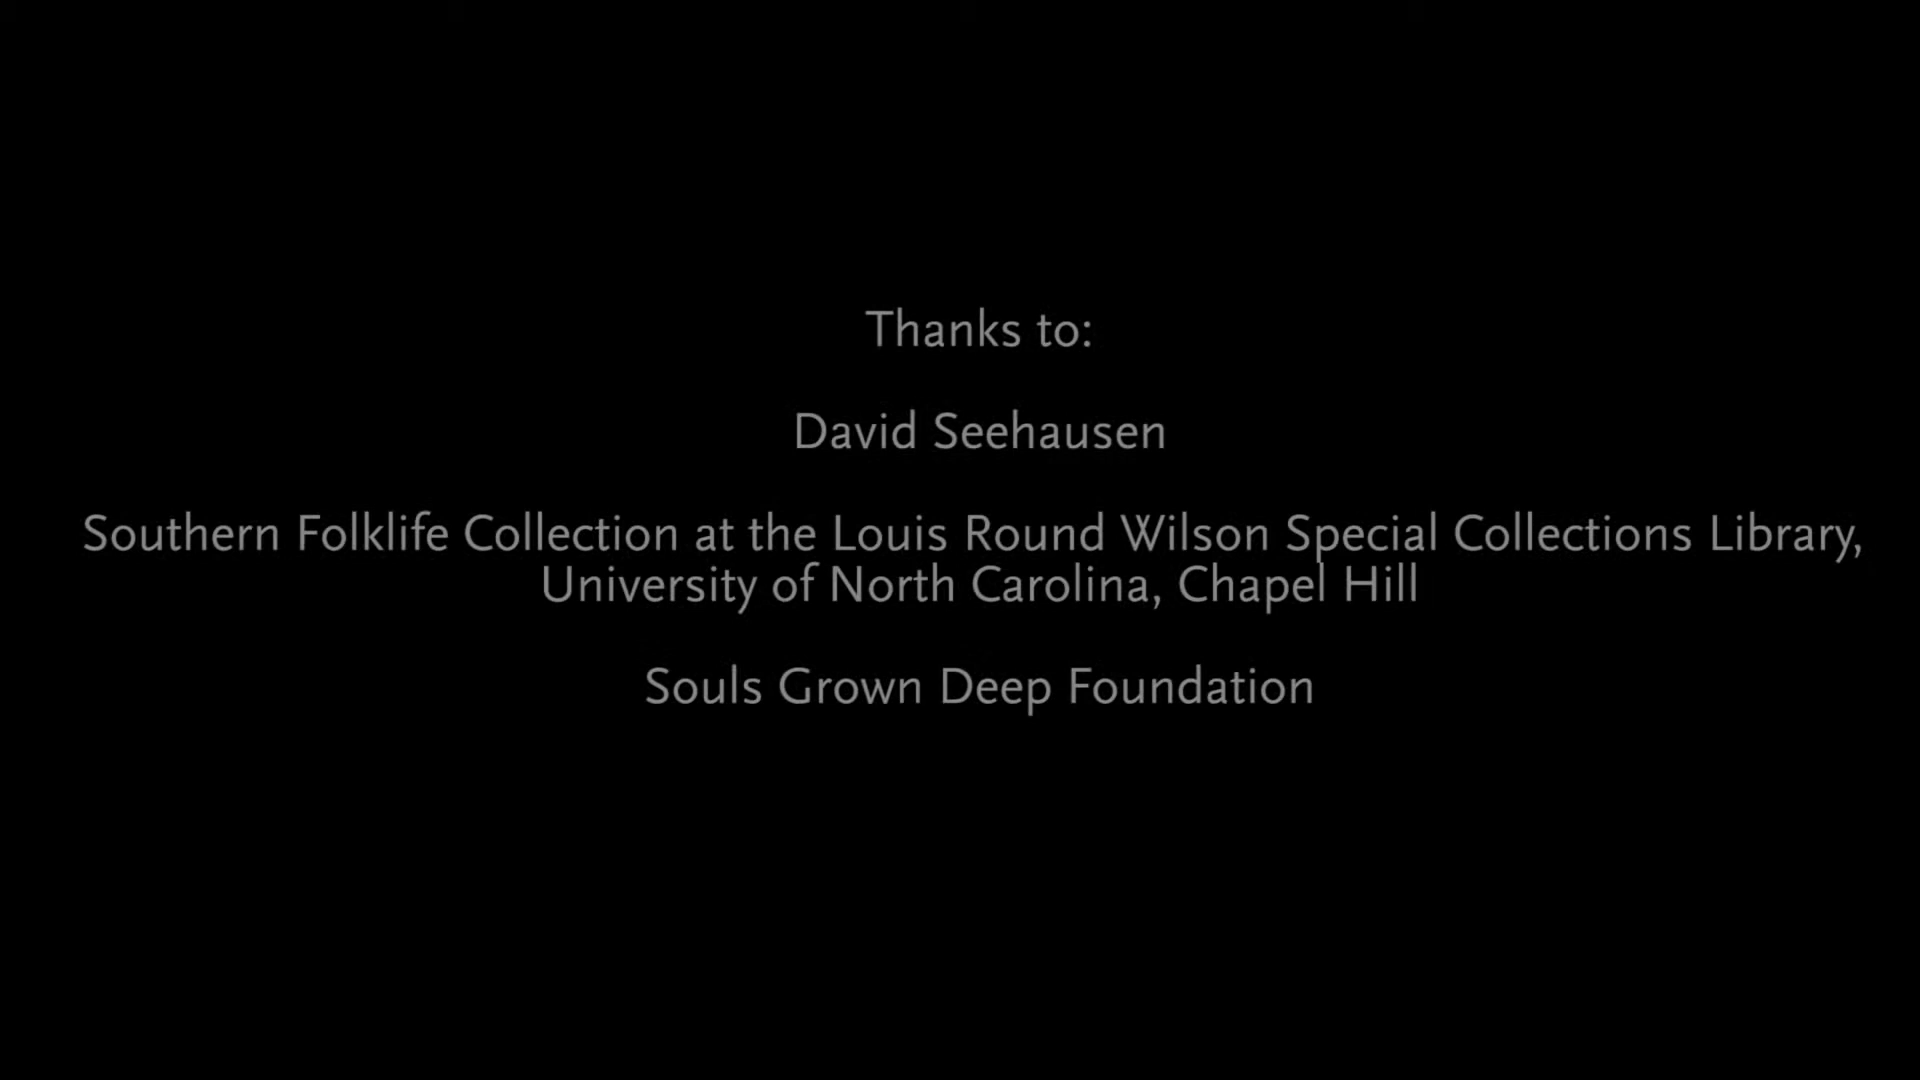 Thanks to:
David Seehausen
Southern Folklife Collection at the Louis Round Wilson Special Collections Library,
University of North Carolina, Chapel Hill
Souls Grown Deep Foundation